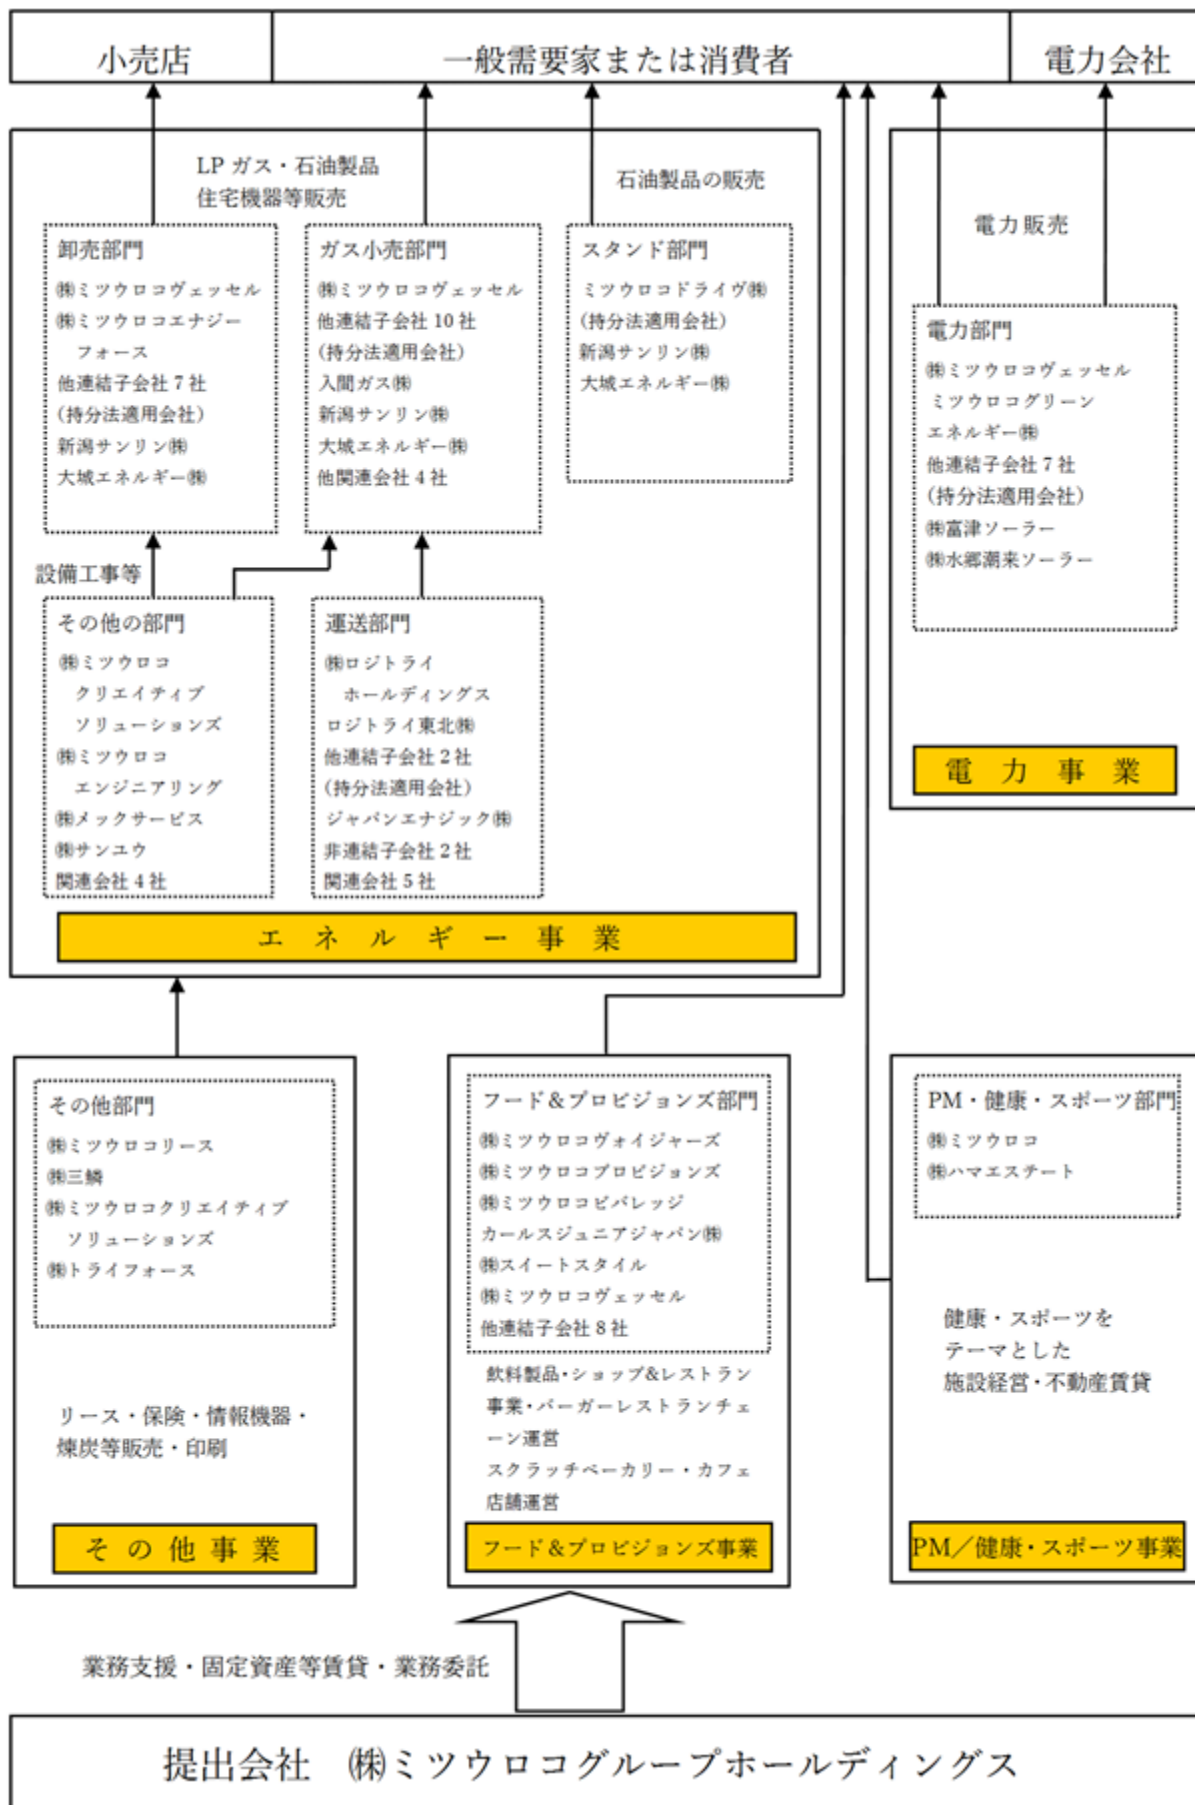 小売店
一般需要家または消費者
電力会社
LP ガス・石油製品
住宅機器等販売
石油製品の販売
電力販売
卸売部門
㈱ミツウロコヴェッセル
㈱ミツウロコエナジー
フォース
他連結子会社 7 社
(持分法適用会社)
新潟サンリン㈱
大城エネルギー㈱
ガス小売部門
㈱ミツウロコヴェッセル
他連結子会社 10 社
(持分法適用会社)
入間ガス㈱
新潟サンリン㈱
大城エネルギー㈱
他関連会社 4 社
スタンド部門
ミツウロコドライヴ㈱
(持分法適用会社)
新潟サンリン㈱
大城エネルギー㈱
電力部門
㈱ミツウロコヴェッセル
ミツウロコグリーン
エネルギー㈱
他連結子会社 7 社
(持分法適用会社)
㈱富津ソーラー
㈱水郷潮来ソーラー
設備工事等
その他の部門
㈱ミツウロコ
クリエイティブ
ソリューションズ
㈱ミツウロコ
エンジニアリング
㈱メックサービス
㈱サンユウ
関連会社 4 社
運送部門
㈱ロジトライ
ホールディングス
ロジトライ東北㈱
他連結子会社 2 社
(持分法適用会社)
ジャパンエナジック㈱
非連結子会社 2 社
関連会社 5 社
電力事業
エネルギー事業
その他部門
㈱ミツウロコリース
㈱三鱗
㈱ミツウロコクリエイティブ
ソリューションズ
㈱トライフォース
リース・保険・情報機器・
煉炭等販売・印刷
その他事業
フード＆プロビジョンズ部門
㈱ミツウロコヴォイジャーズ
㈱ミツウロコプロビジョンズ
㈱ミツウロコビバレッジ
カールスジュニアジャパン㈱
㈱スイートスタイル
㈱ミツウロコヴェッセル
他連結子会社 8 社
飲料製品・ショップ&レストラン
事業・バーガーレストランチェ
ーン運営
スクラッチベーカリー・カフェ
店舗運営
フード＆プロビジョンズ事業
PM・健康・スポーツ部門
㈱ミツウロコ
㈱ハマエステート
健康・スポーツを
テーマとした
施設経営・不動産賃貸
PM／健康・スポーツ事業
業務支援・固定資産等賃貸・業務委託
提出会社　㈱ミツウロコグループホールディングス